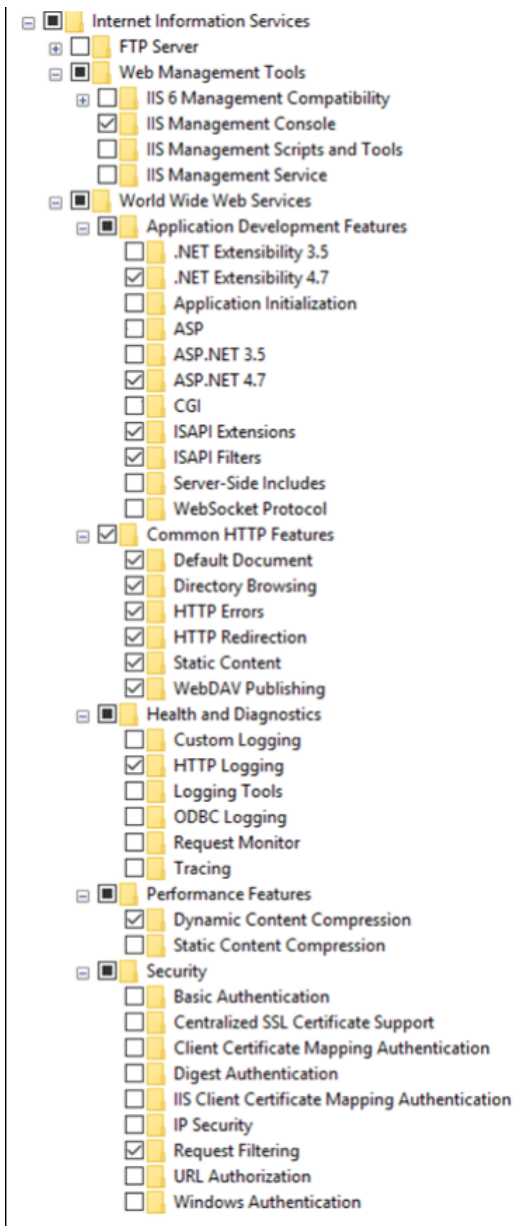 Internet Information Services
FTP Server
Web Management Tools
IIS 6 Management Compatibility
IIS Management Console
IIS Management Scripts and Tools
IIS Management Service
World Wide Web Services
Application Development Features
.NET Extensibility 3.5
.NET Extensibility 4.7
Application Initialization
ASP
ASP.NET 3.5
ASP.NET 4.7
CGI
ISAPI Extensions
ISAPI Filters
Server-Side Includes
WebSocket Protocol
Common HTTP Features
Default Document
Directory Browsing
HTTP Errors
HTTP Redirection
Static Content
WebDAV Publishing
Health and Diagnostics
Custom Logging
HTTP Logging
Logging Tools
ODBC Logging
Request Monitor
Tracing
Performance Features
Dynamic Content Compression
Static Content Compression
Security
Basic Authentication
Centralized SSL Certificate Support
Client Certificate Mapping Authentication
Digest Authentication
IIS Client Certificate Mapping Authentication
IP Security
Request Filtering
URL Authorization
Windows Authentication